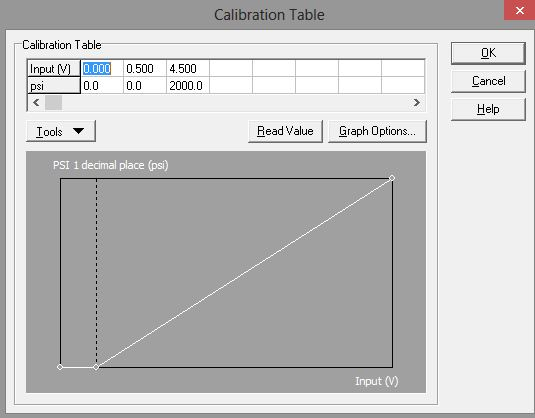 Calibration Table
Calibration Table
OK
Cancel
Help
Input (V) 0.000 0.500 4.500
psi 0.0 0.0 2000.0
Tools
Read Value
Graph Options...
PSI 1 decimal place (psi)
Input (V)